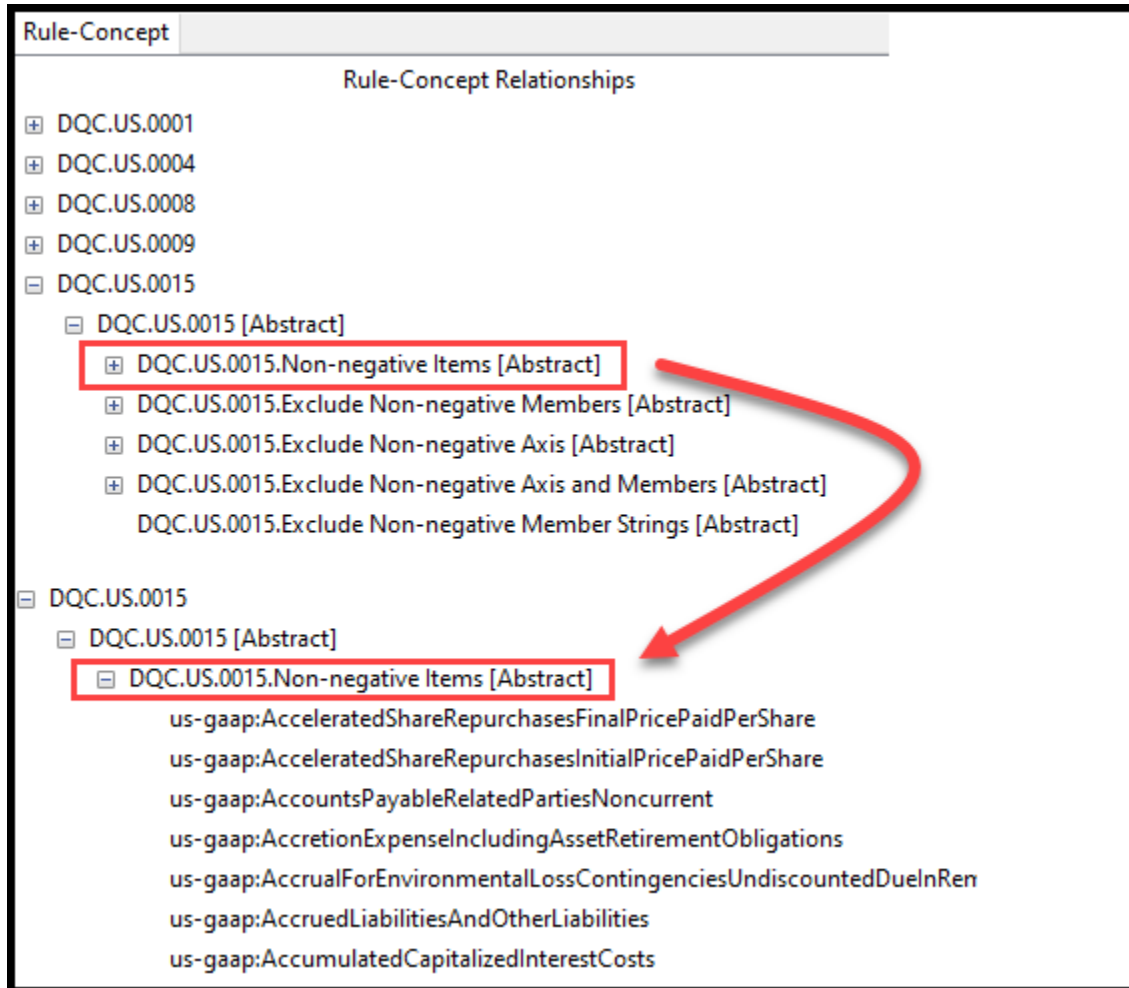 Rule-Concept
Rule-Concept Relationships
DQC.US.0001
DQC.US.0004
DQC.US.0008
DQC.US.0009
DQC.US.0015
DQC.US.0015 [Abstract]
DQC.US.0015.Non-negative Items [Abstract]
DQC.US.0015.Exclude Non-negative Members [Abstract]
DQC.US.0015.Exclude Non-negative Axis [Abstract]
DQC.US.0015.Exclude Non-negative Axis and Members [Abstract]
DQC.US.0015.Exclude Non-negative Member Strings [Abstract]
DQC.US.0015
DQC.US.0015 [Abstract]
DQC.US.0015.Non-negative Items [Abstract]
us-gaap:AcceleratedShareRepurchasesFinalPricePaidPerShare
us-gaap:AcceleratedShareRepurchasesInitialPricePaidPerShare
us-gaap:AccountsPayableRelatedPartiesNoncurrent
us-gaap:AccretionExpenseIncludingAssetRetirementObligations
us-gaap:AccrualForEnvironmentalLossContingenciesUndiscountedDueInRem
us-gaap:AccruedLiabilitiesAndOtherLiabilities
us-gaap:AccumulatedCapitalizedInterestCosts